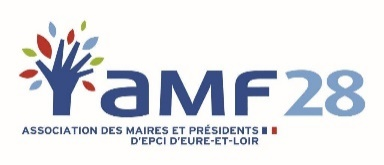 aMF28
ASSOCIATION DES MAIRES ET PRÉSIDENTS
D'EPCI D'EURE-ET-LOIR